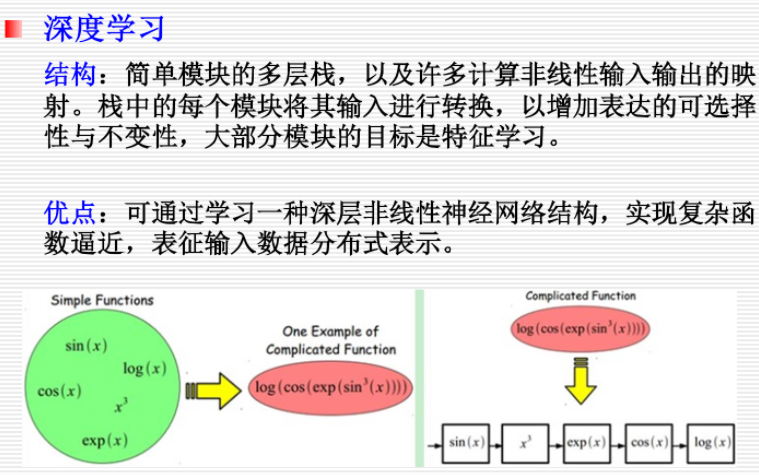 深度学习
结构：简单模块的多层栈，以及许多计算非线性输入输出的映
射。栈中的每个模块将其输入进行转换，以增加表达的可选择
性与不变性，大部分模块的目标是特征学习。
优点：可通过学习一种深层非线性神经网络结构，实现复杂函
数逼近，表征输入数据分布式表示。
Simple Functions
sin(x)
log(x)
cos(x)
x³
exp(x)
One Example of
Complicated Function
log(cos(exp(sin³(x))))
Complicated Function
log(cos(exp(sin³(x))))
sin(x)
x³
exp(x)
cos(x)
log(x)